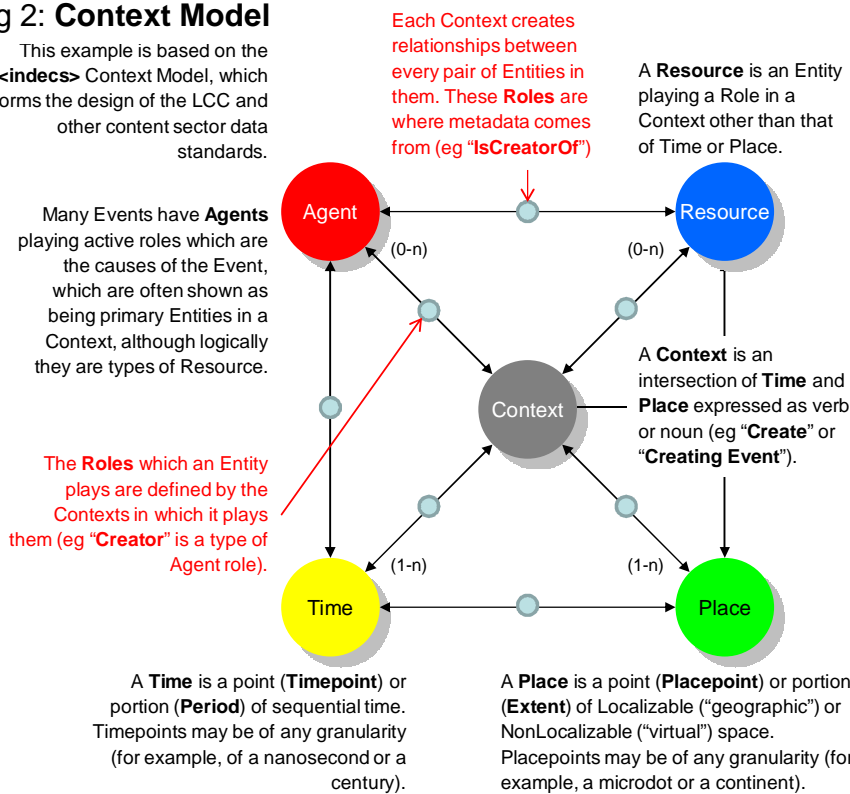 g 2: Context Model
This example is based on the
<indecs> Context Model, which
orms the design of the LCC and
other content sector data
standards.
Each Context creates
relationships between
every pair of Entities in
them. These Roles are
where metadata comes
from (eg “IsCreatorOf”)
A Resource is an Entity
playing a Role in a
Context other than that
of Time or Place.
Many Events have Agents
playing active roles which are
the causes of the Event,
which are often shown as
being primary Entities in a
Context, although logically
they are types of Resource.
Agent
Resource
(0-n)
(0-n)
Context
A Context is an
intersection of Time and
Place expressed as verb
or noun (eg “Create” or
“Creating Event”).
The Roles which an Entity
plays are defined by the
Contexts in which it plays
them (eg “Creator” is a type of
Agent role).
(1-n)
(1-n)
Time
Place
A Time is a point (Timepoint) or
portion (Period) of sequential time.
Timepoints may be of any granularity
(for example, of a nanosecond or a
century).
A Place is a point (Placepoint) or portion
(Extent) of Localizable (“geographic”) or
NonLocalizable (“virtual”) space.
Placepoints may be of any granularity (for
example, a microdot or a continent).